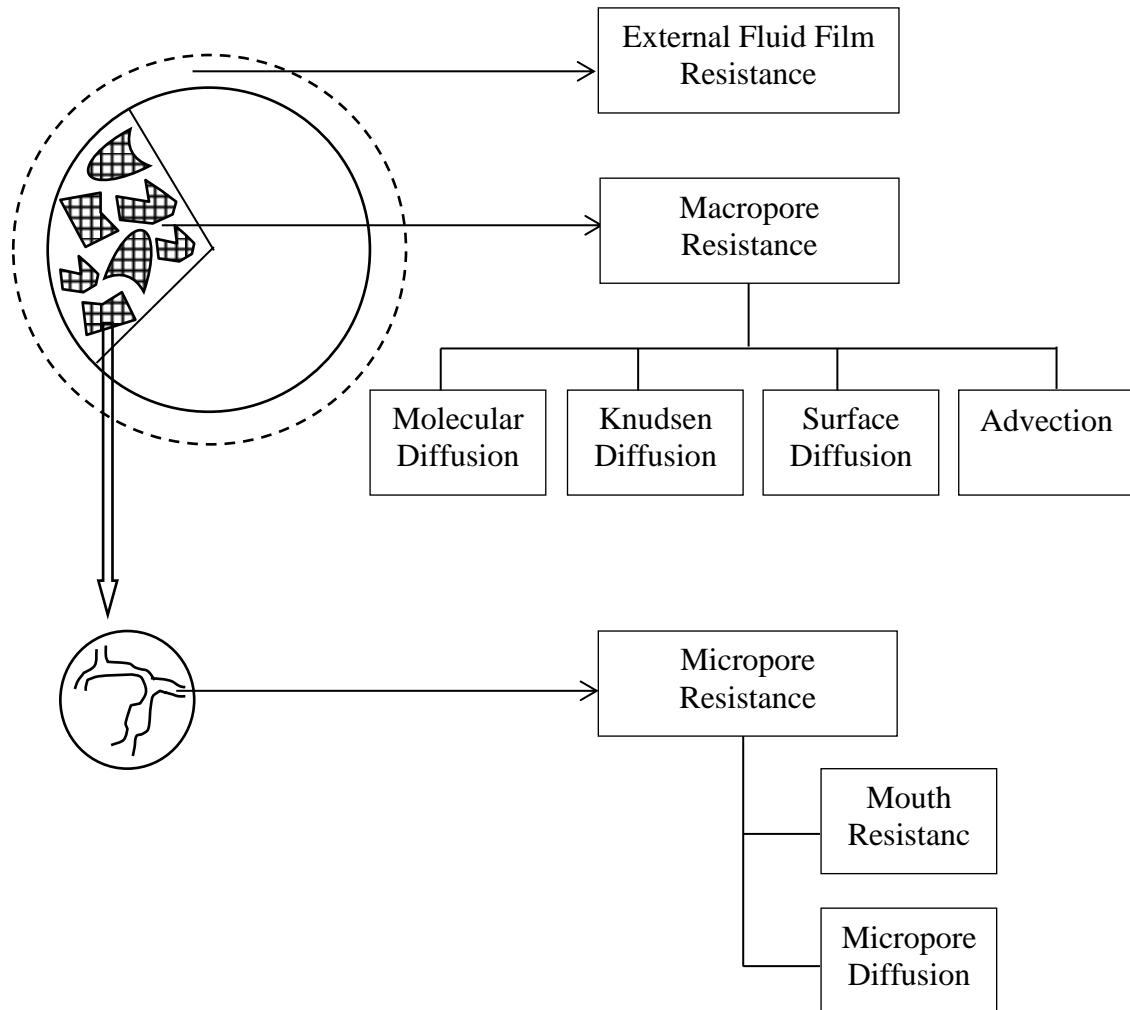 External Fluid Film
Resistance
Macropore
Resistance
Molecular
Diffusion
Knudsen
Diffusion
Surface
Diffusion
Advection
Micropore
Resistance
Mouth
Resistanc
Micropore
Diffusion